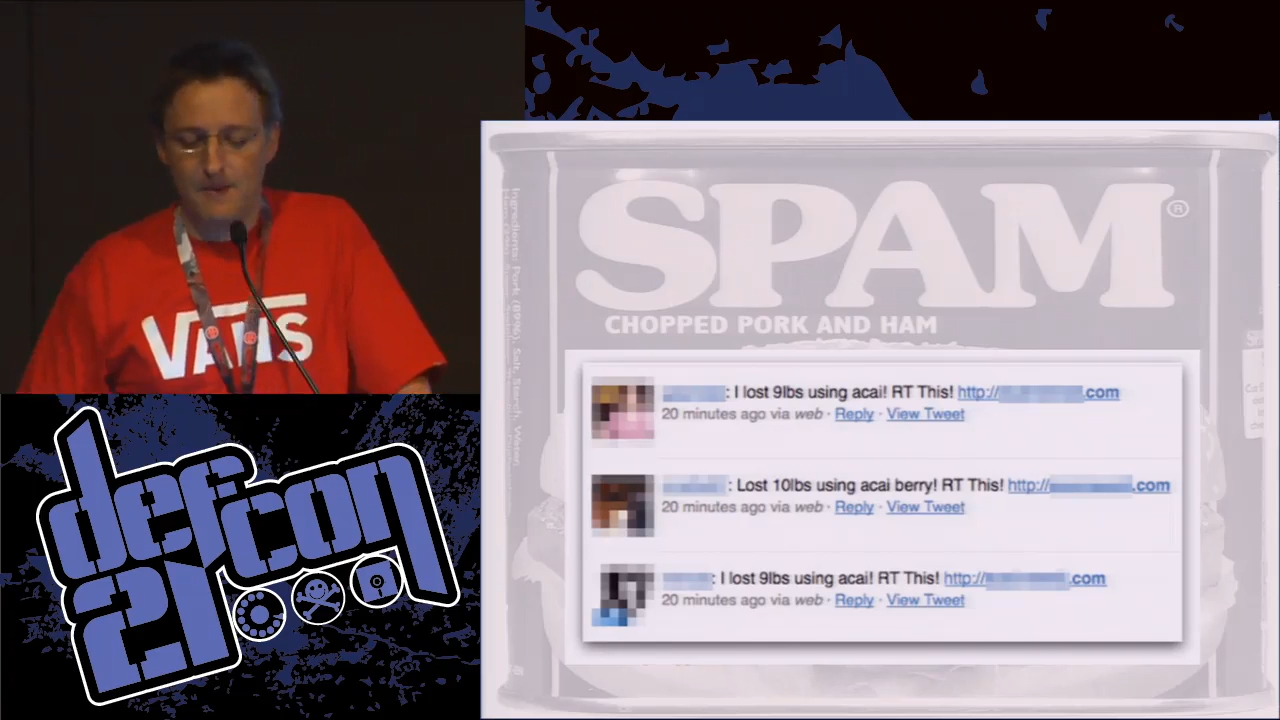 VANS
defcon
21
SPAM®
CHOPPED PORK AND HAM
: I lost 9lbs using acai! RT This! http:// .com
20 minutes ago via web · Reply · View Tweet
: Lost 10lbs using acai berry! RT This! http:// .com
20 minutes ago via web · Reply · View Tweet
: I lost 9lbs using acai! RT This! http:// .com
20 minutes ago via web · Reply · View Tweet